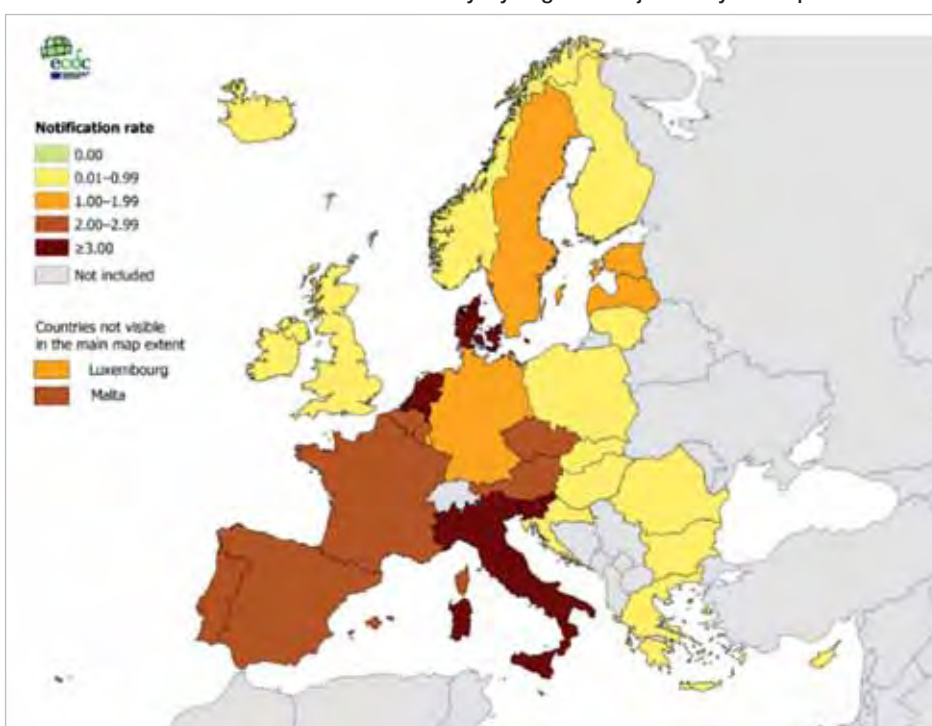 ecdc
Notification rate
0.00
0.01–0.99
1.00–1.99
2.00–2.99
≥3.00
Not included
Countries not visible
in the main map extent
Luxembourg
Malta